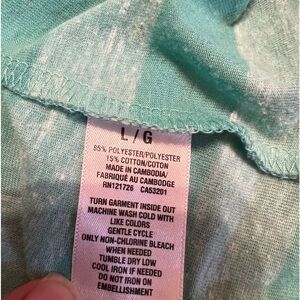 L / G
85% POLYESTER/POLYESTER
15% COTTON/COTON
MADE IN CAMBODIA/
FABRIQUÉ AU CAMBODGE
RN121726 CA53201
TURN GARMENT INSIDE OUT
MACHINE WASH COLD WITH
LIKE COLORS
GENTLE CYCLE
ONLY NON-CHLORINE BLEACH
WHEN NEEDED
TUMBLE DRY LOW
COOL IRON IF NEEDED
DO NOT IRON ON
EMBELLISHMENT